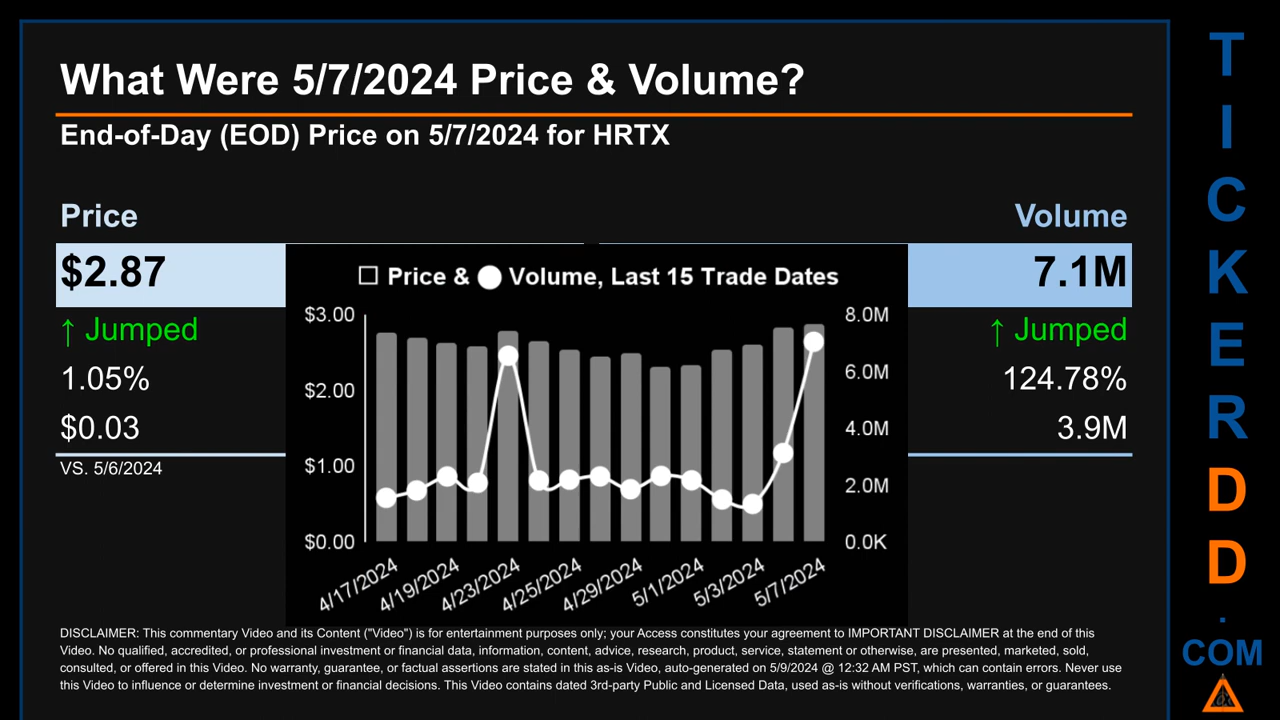 What Were 5/7/2024 Price & Volume?
End-of-Day (EOD) Price on 5/7/2024 for HRTX
Price
Volume
$2.87
7.1M
↑ Jumped
↑ Jumped
1.05%
124.78%
$0.03
3.9M
VS. 5/6/2024
Price & Volume, Last 15 Trade Dates
$3.00
8.0M
$2.00
6.0M
4.0M
$1.00
2.0M
$0.00
0.0K
4/17/2024
4/19/2024
4/23/2024
4/25/2024
4/29/2024
5/1/2024
5/3/2024
5/7/2024
DISCLAIMER: This commentary Video and its Content ("Video") is for entertainment purposes only; your Access constitutes your agreement to IMPORTANT DISCLAIMER at the end of this
Video. No qualified, accredited, or professional investment or financial data, information, content, advice, research, product, service, statement or otherwise, are presented, marketed, sold,
consulted, or offered in this Video. No warranty, guarantee, or factual assertions are stated in this as-is Video, auto-generated on 5/9/2024 @ 12:32 AM PST, which can contain errors. Never use
this Video to influence or determine investment or financial decisions. This Video contains dated 3rd-party Public and Licensed Data, used as-is without verifications, warranties, or guarantees.
T
I
C
K
E
R
D
D
.
COM